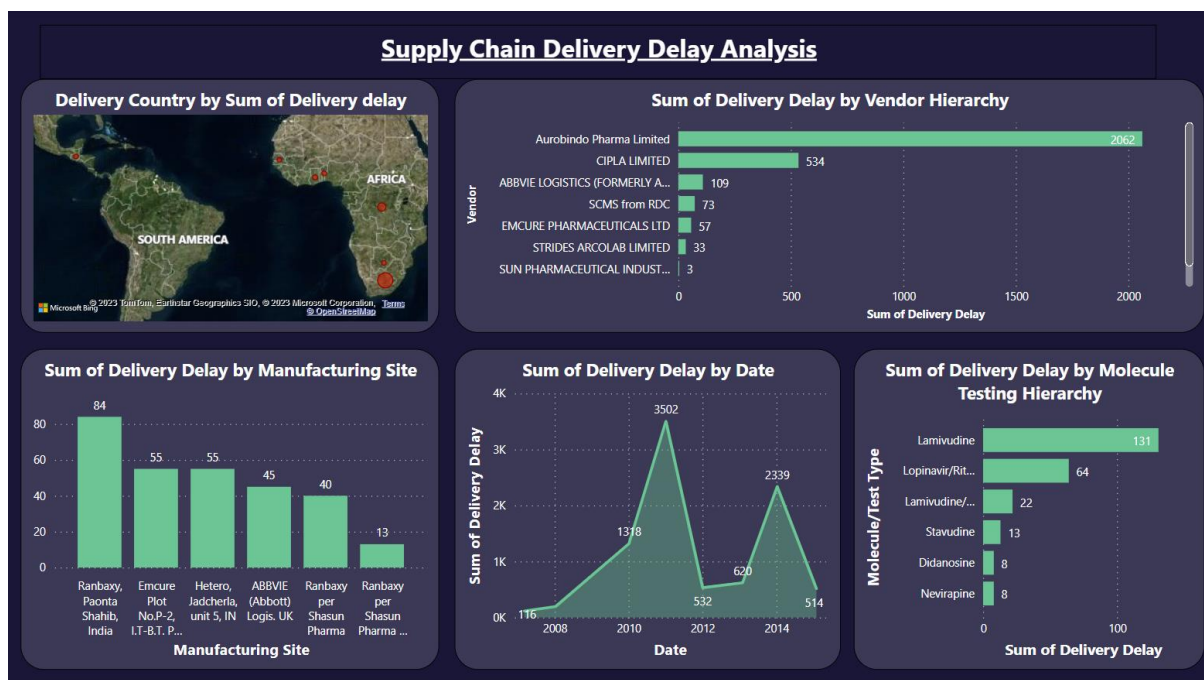 Supply Chain Delivery Delay Analysis
Delivery Country by Sum of Delivery delay
AFRICA
SOUTH AMERICA
Microsoft Bing
© 2023 TomTom, Earthstar Geographics SIO, © 2023 Microsoft Corporation, Terms
© OpenStreetMap
Sum of Delivery Delay by Vendor Hierarchy
Vendor
Aurobindo Pharma Limited 2062
CIPLA LIMITED 534
ABBVIE LOGISTICS (FORMERLY A... 109
SCMS from RDC 73
EMCURE PHARMACEUTICALS LTD 57
STRIDES ARCOLAB LIMITED 33
SUN PHARMACEUTICAL INDUST... 3
0 500 1000 1500 2000
Sum of Delivery Delay
Sum of Delivery Delay by Manufacturing Site
84
80
60
55 55
45
40
40
20
13
0
Ranbaxy, Paonta Shahib, India
Emcure Plot No.P-2, I.T-B.T. P...
Hetero, Jadcherla, unit 5, IN
ABBVIE (Abbott) Logis. UK
Ranbaxy per Shasun Pharma
Ranbaxy per Shasun Pharma ...
Manufacturing Site
Sum of Delivery Delay by Date
Sum of Delivery Delay
4K
3502
3K
2339
2K
1318
1K
620
532
514
116
0K
2008 2010 2012 2014
Date
Sum of Delivery Delay by Molecule
Testing Hierarchy
Molecule/Test Type
Lamivudine 131
Lopinavir/Rit... 64
Lamivudine/... 22
Stavudine 13
Didanosine 8
Nevirapine 8
0 100
Sum of Delivery Delay